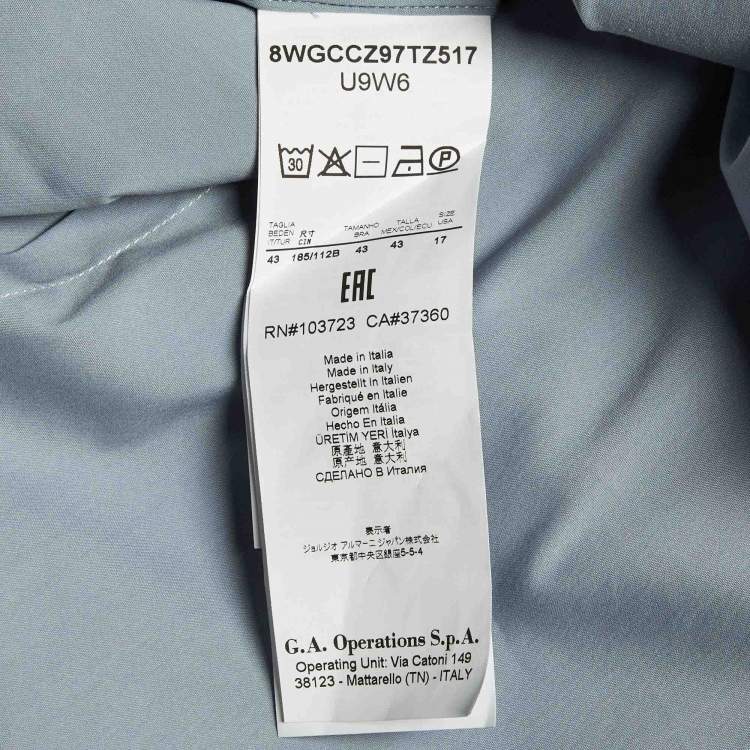 8WGCCZ97TZ517
U9W6
30 P
TAGLIA BEDEN IT/TUR 尺寸 CIN TAMANHO BRA TALLA MEX/COL/ECU SIZE USA
43 185/112B 43 43 17
EAC
RN#103723 CA#37360
Made in Italia
Made in Italy
Hergestellt in Italien
Fabriqué en Italie
Origem Itália
Hecho En Italia
ÜRETİM YERİ İtalya
原產地 意大利
原产地 意大利
СДЕЛАНО В Италия
表示者
ジョルジオ アルマーニ ジャパン株式会社
東京都中央区銀座5-5-4
G.A. Operations S.p.A.
Operating Unit: Via Catoni 149
38123 - Mattarello (TN) - ITALY